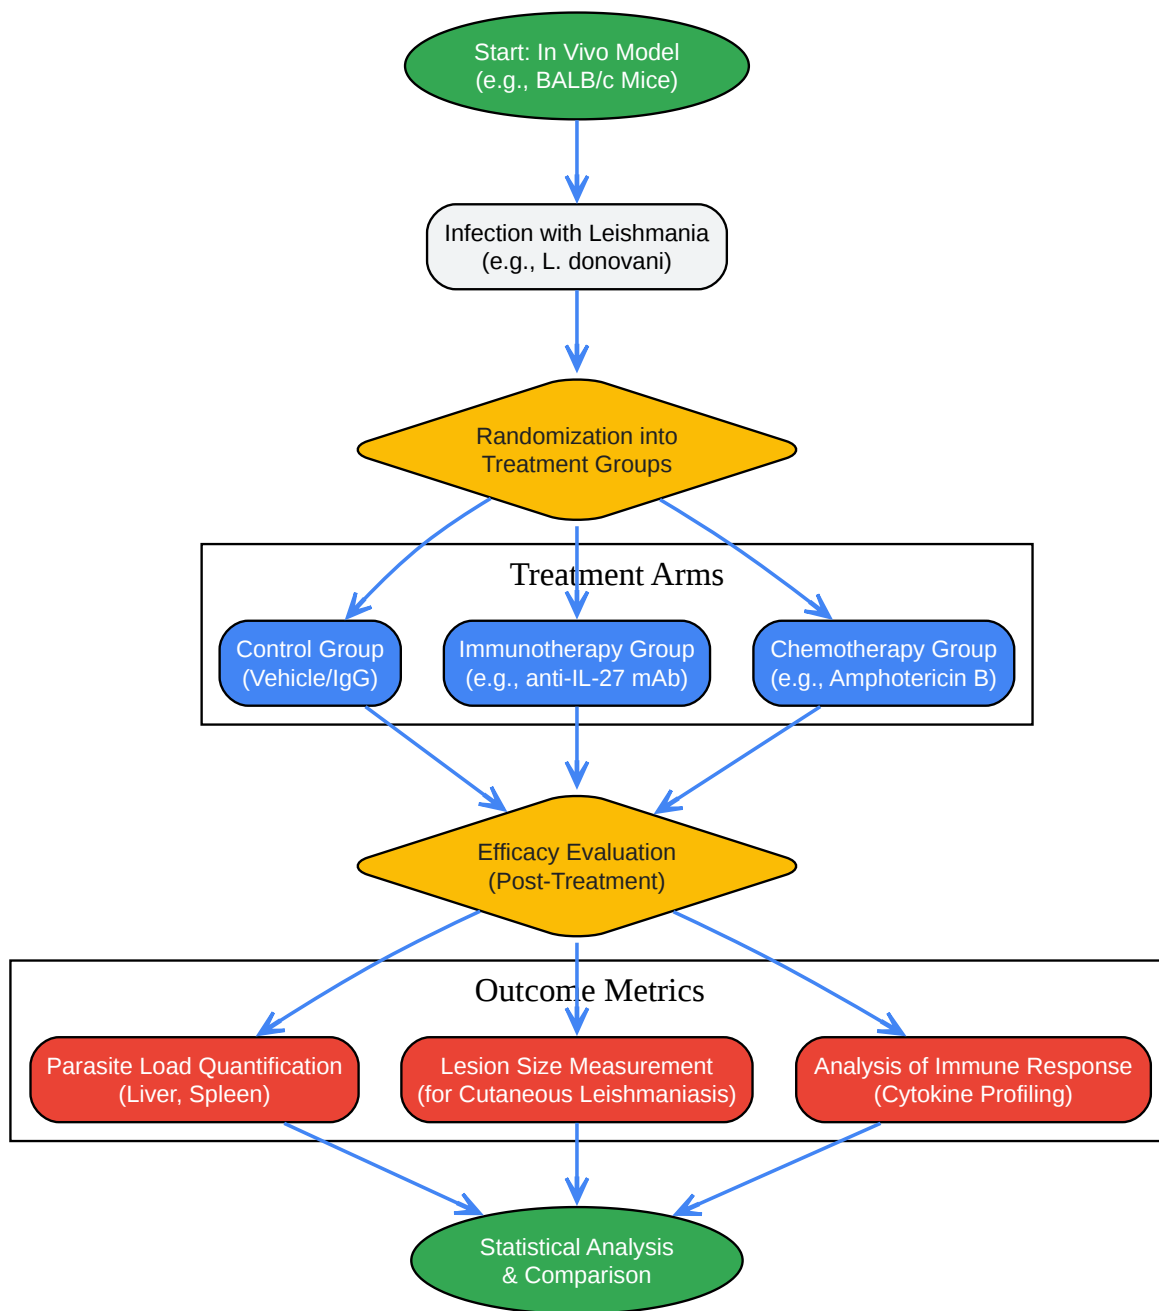 Start: In Vivo Model
(e.g., BALB/c Mice)
Infection with Leishmania
(e.g., L. donovani)
Randomization into
Treatment Groups
Treatment Arms
Control Group
(Vehicle/IgG)
Immunotherapy Group
(e.g., anti-IL-27 mAb)
Chemotherapy Group
(e.g., Amphotericin B)
Efficacy Evaluation
(Post-Treatment)
Outcome Metrics
Parasite Load Quantification
(Liver, Spleen)
Lesion Size Measurement
(for Cutaneous Leishmaniasis)
Analysis of Immune Response
(Cytokine Profiling)
Statistical Analysis
& Comparison